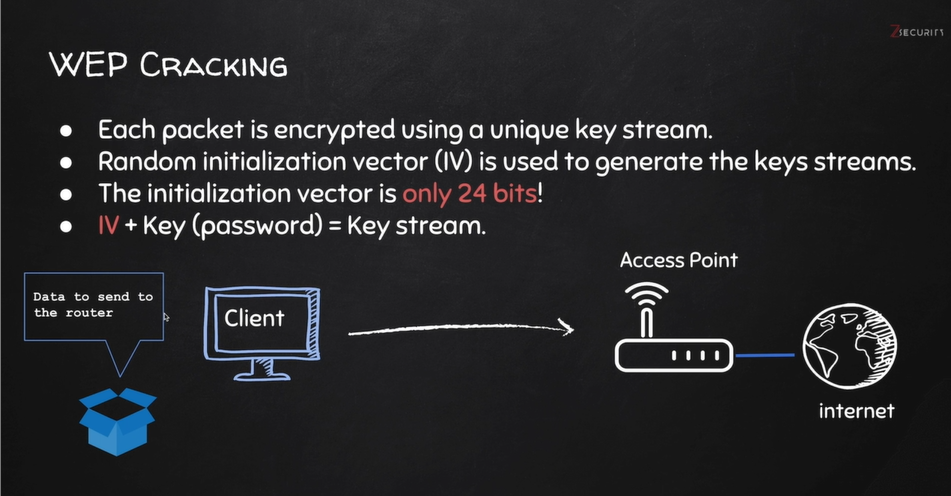 ZSECURITY
WEP CRACKING
Each packet is encrypted using a unique key stream.
Random initialization vector (IV) is used to generate the keys streams.
The initialization vector is only 24 bits!
IV + Key (password) = Key stream.
Access Point
Data to send to
the router
Client
internet